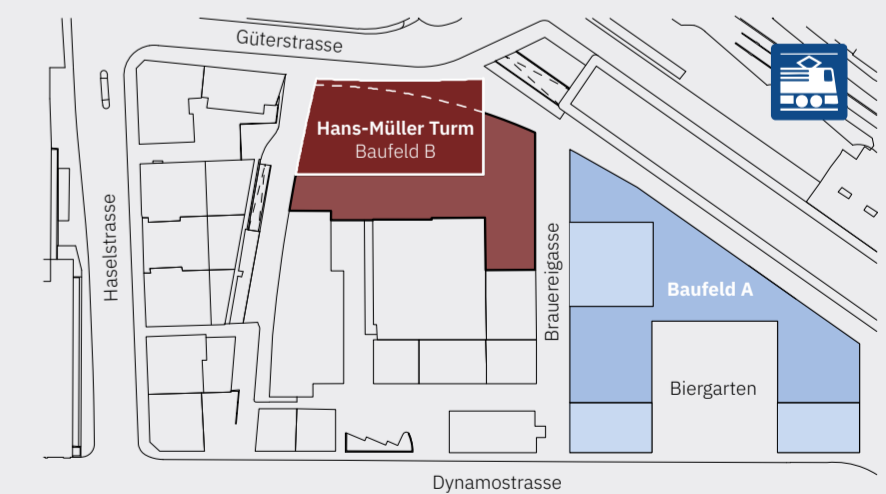 Güterstrasse
Hans-Müller Turm
Baufeld B
Haselstrasse
Brauereigasse
Baufeld A
Biergarten
Dynamostrasse